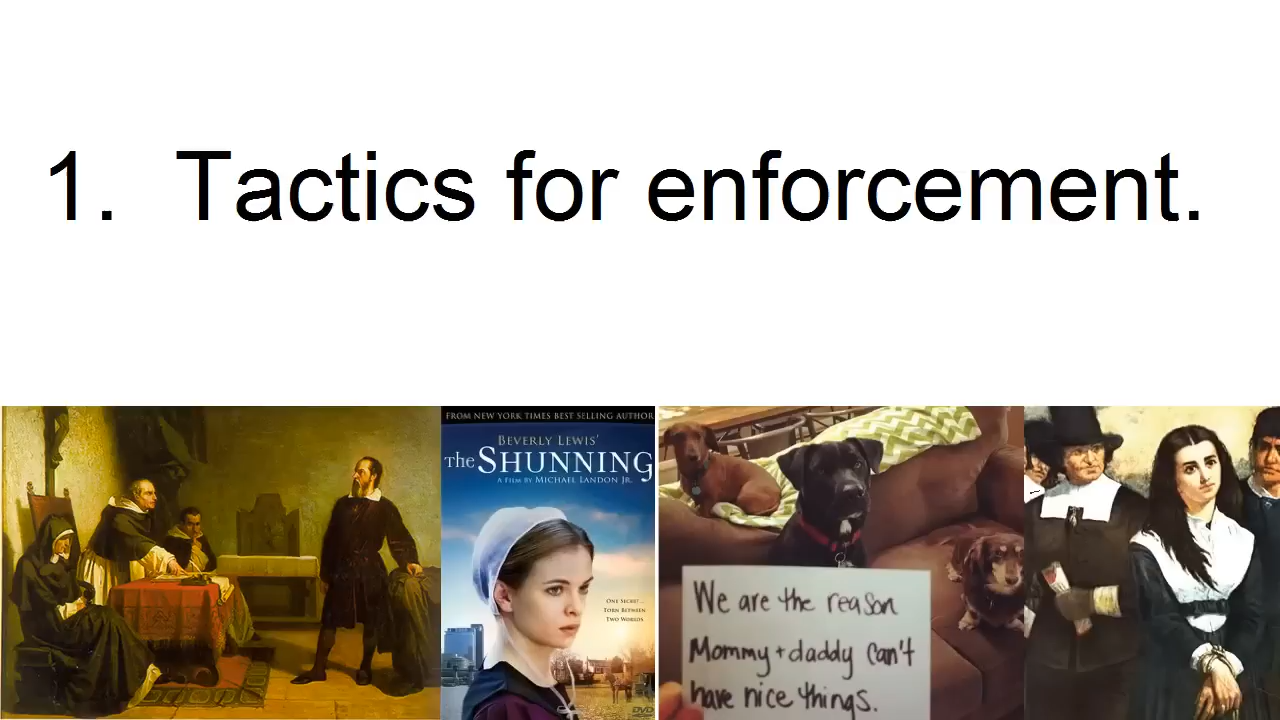 1. Tactics for enforcement.
FROM NEW YORK TIMES BEST SELLING AUTHOR
BEVERLY LEWIS'
THE SHUNNING
A FILM BY MICHAEL LANDON JR.
ONE SECRET...
TORN BETWEEN
TWO WORLDS.
DVD
We are the reason
Mommy + daddy can't
have nice things.